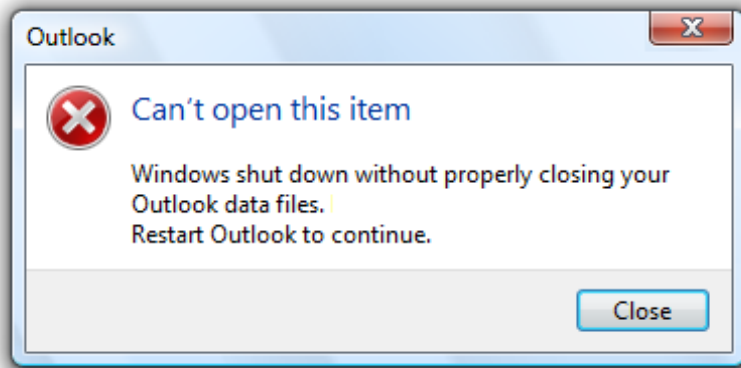 Outlook
Can't open this item
Windows shut down without properly closing your
Outlook data files.
Restart Outlook to continue.
Close